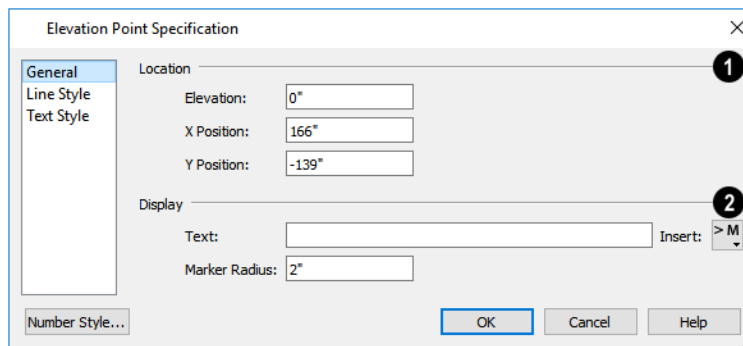 Elevation Point Specification
General
Line Style
Text Style
Location
1
Elevation: 0"
X Position: 166"
Y Position: -139"
Display
2
Text: Insert: > M
Marker Radius: 2"
Number Style... OK Cancel Help